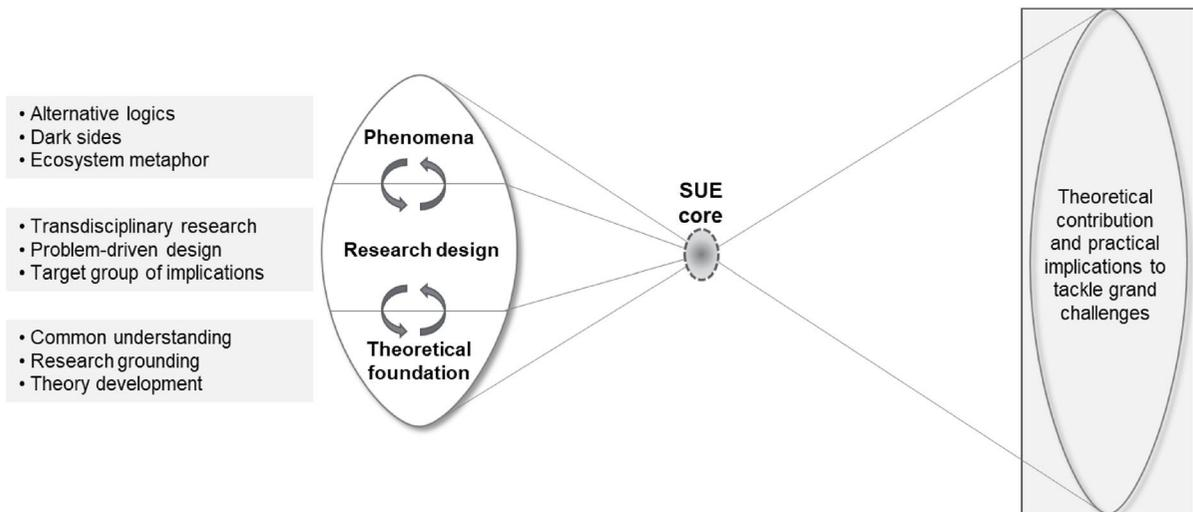 • Alternative logics
• Dark sides
• Ecosystem metaphor
• Transdisciplinary research
• Problem-driven design
• Target group of implications
• Common understanding
• Research grounding
• Theory development
Phenomena
Research design
Theoretical
foundation
SUE
core
Theoretical
contribution
and practical
implications to
tackle grand
challenges